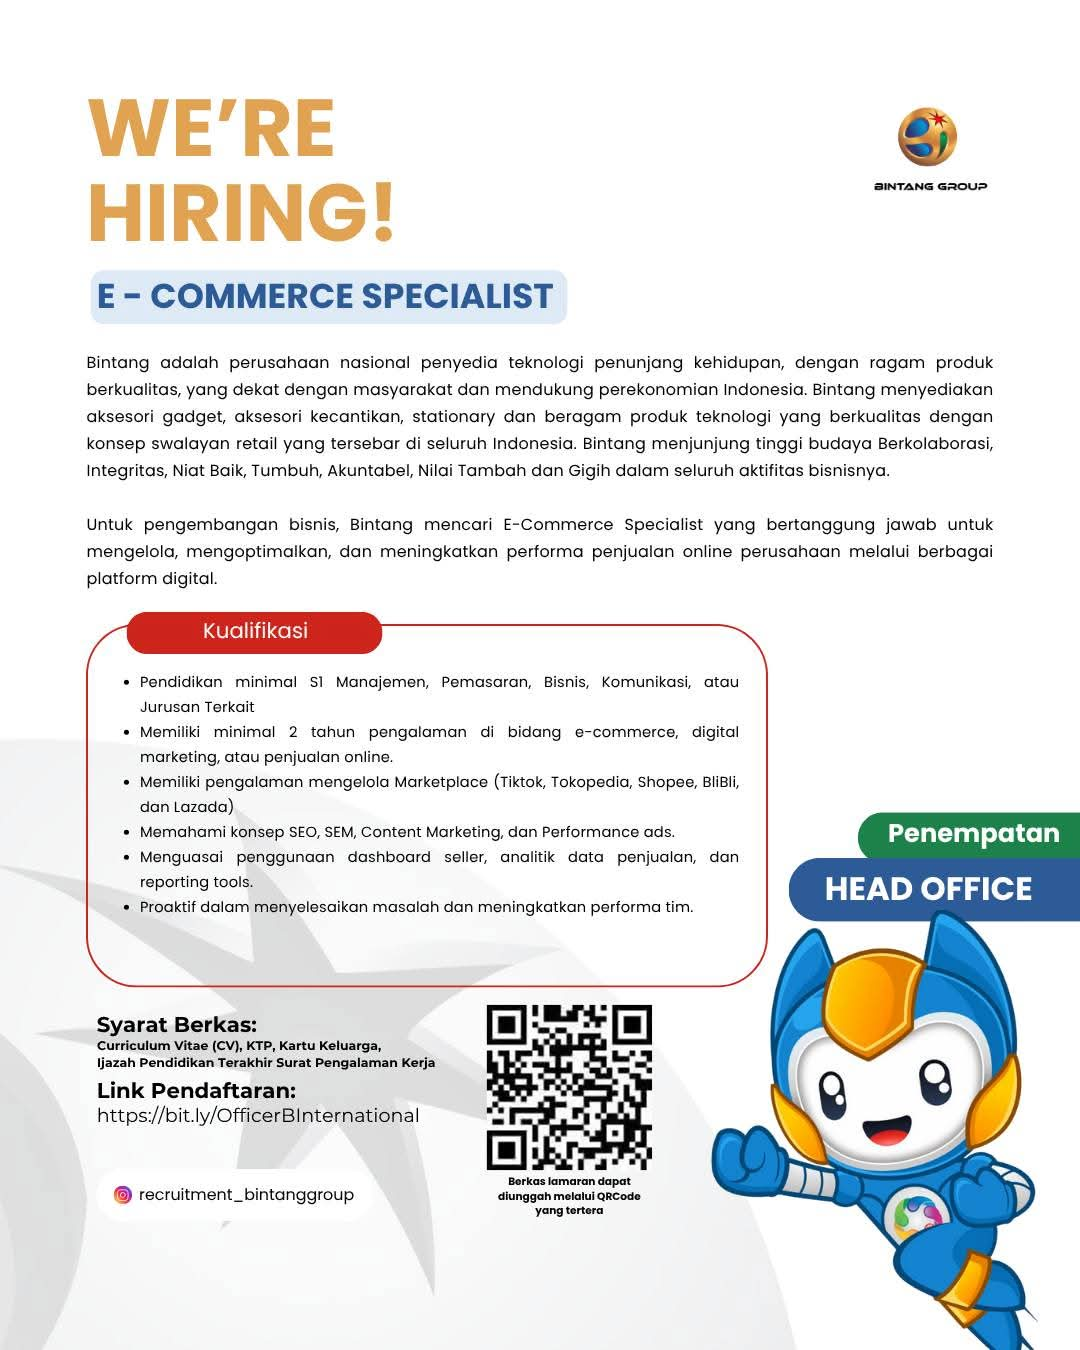 WE'RE
HIRING!
BINTANG GROUP
E - COMMERCE SPECIALIST
Bintang adalah perusahaan nasional penyedia teknologi penunjang kehidupan, dengan ragam produk
berkualitas, yang dekat dengan masyarakat dan mendukung perekonomian Indonesia. Bintang menyediakan
aksesori gadget, aksesori kecantikan, stationary dan beragam produk teknologi yang berkualitas dengan
konsep swalayan retail yang tersebar di seluruh Indonesia. Bintang menjunjung tinggi budaya Berkolaborasi,
Integritas, Niat Baik, Tumbuh, Akuntabel, Nilai Tambah dan Gigih dalam seluruh aktifitas bisnisnya.
Untuk pengembangan bisnis, Bintang mencari E-Commerce Specialist yang bertanggung jawab untuk
mengelola, mengoptimalkan, dan meningkatkan performa penjualan online perusahaan melalui berbagai
platform digital.
Kualifikasi
• Pendidikan minimal S1 Manajemen, Pemasaran, Bisnis, Komunikasi, atau
Jurusan Terkait
• Memiliki minimal 2 tahun pengalaman di bidang e-commerce, digital
marketing, atau penjualan online.
• Memiliki pengalaman mengelola Marketplace (Tiktok, Tokopedia, Shopee, BliBli,
dan Lazada)
• Memahami konsep SEO, SEM, Content Marketing, dan Performance ads.
• Menguasai penggunaan dashboard seller, analitik data penjualan, dan
reporting tools.
• Proaktif dalam menyelesaikan masalah dan meningkatkan performa tim.
Penempatan
HEAD OFFICE
Syarat Berkas:
Curriculum Vitae (CV), KTP, Kartu Keluarga,
Ijazah Pendidikan Terakhir Surat Pengalaman Kerja
Link Pendaftaran:
https://bit.ly/OfficerBInternational
recruitment_bintanggroup
Berkas lamaran dapat
diunggah melalui QRCode
yang tertera